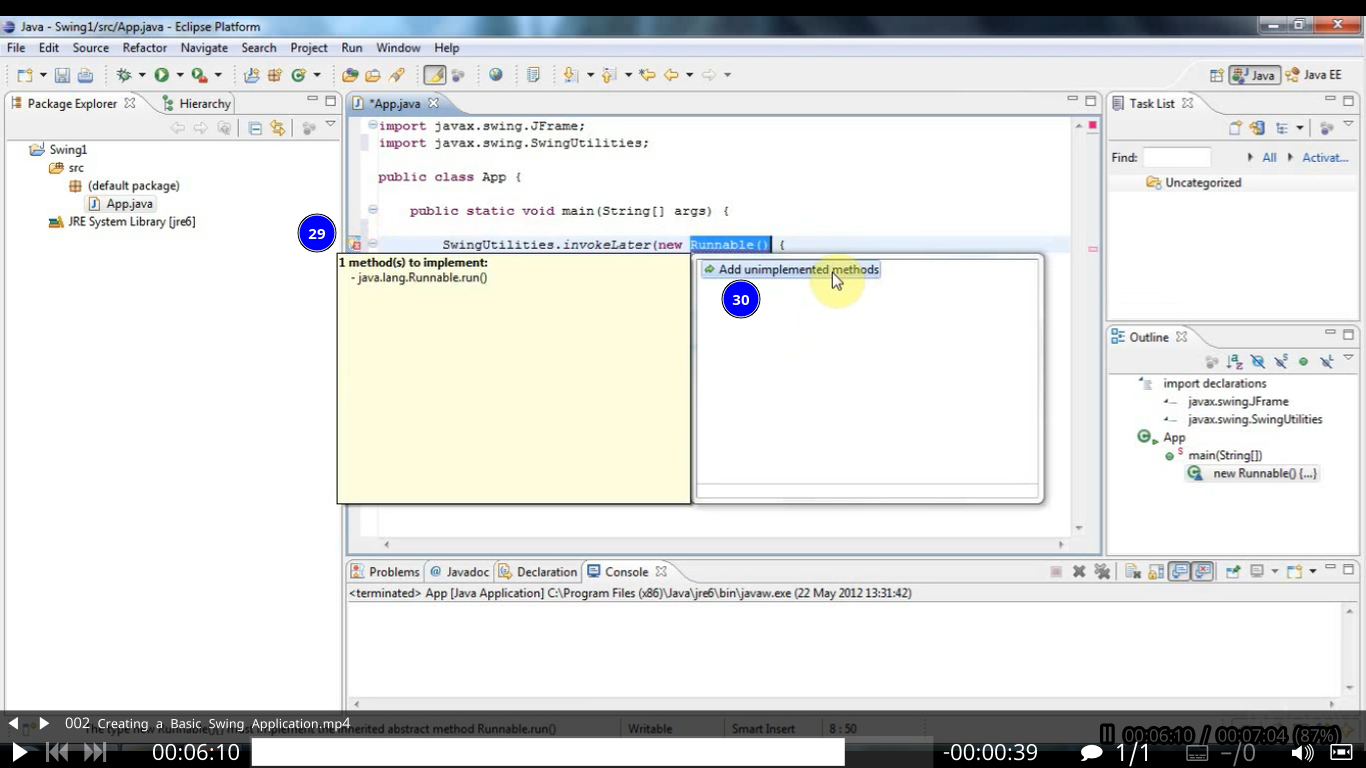 Java - Swing1/src/App.java - Eclipse Platform
File Edit Source Refactor Navigate Search Project Run Window Help
Java Java EE
Package Explorer Hierarchy
Swing1
src
(default package)
App.java
JRE System Library [jre6]
*App.java
import javax.swing.JFrame;
import javax.swing.SwingUtilities;
public class App {
public static void main(String[] args) {
29
SwingUtilities.invokeLater(new Runnable() {
1 method(s) to implement:
- java.lang.Runnable.run()
Add unimplemented methods
30
Task List
Find: All Activat...
Uncategorized
Outline
import declarations
javax.swing.JFrame
javax.swing.SwingUtilities
App
main(String[])
new Runnable() {...}
Problems @ Javadoc Declaration Console
<terminated> App [Java Application] C:\Program Files (x86)\Java\jre6\bin\javaw.exe (22 May 2012 13:31:42)
002. Creating a Basic Swing Application.mp4
The type new Runnable(){} must implement the inherited abstract method Runnable.run() Writable Smart Insert 8 : 50
00:06:10 / 00:07:04 (87%)
00:06:10 -00:00:39 1/1 −/0